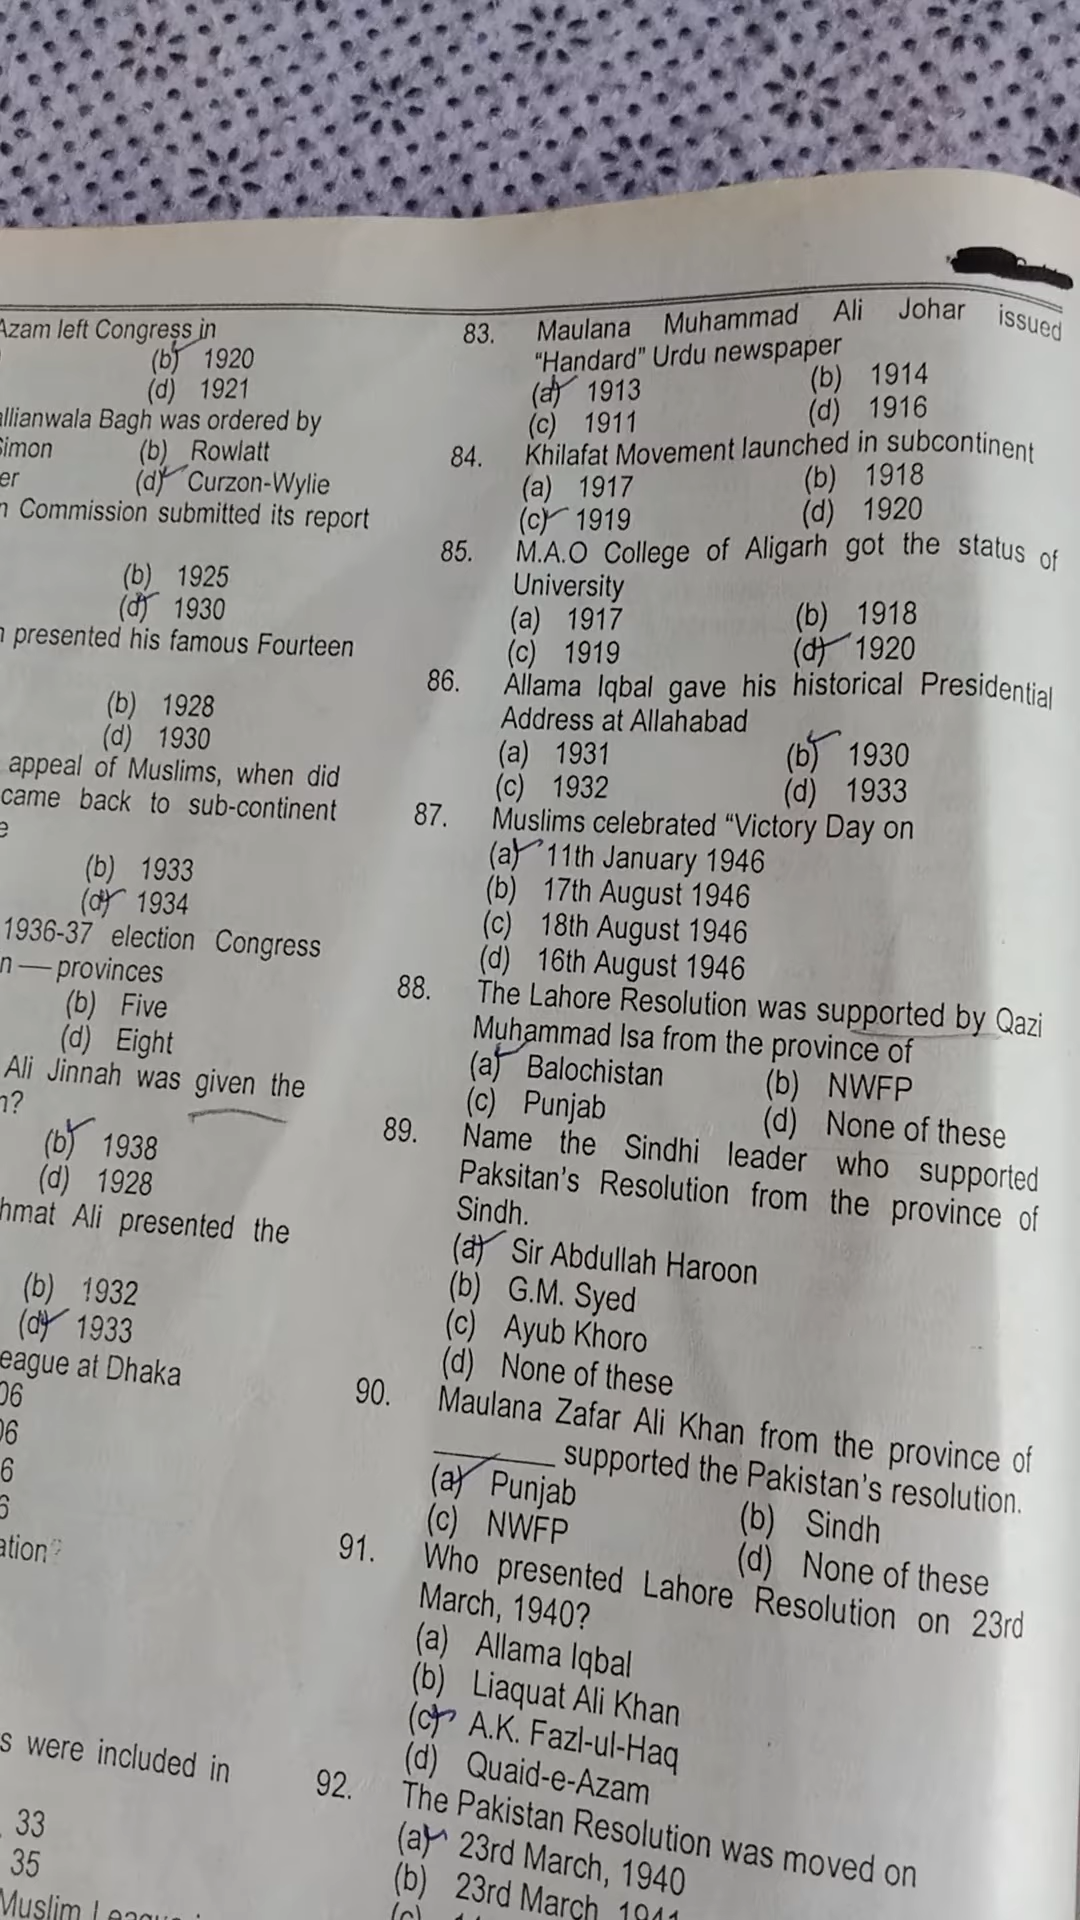 Azam left Congress in
(b) 1920
(d) 1921
allianwala Bagh was ordered by
Simon (b) Rowlatt
er (d) Curzon-Wylie
n Commission submitted its report
(b) 1925
(d) 1930
n presented his famous Fourteen
(b) 1928
(d) 1930
appeal of Muslims, when did
came back to sub-continent
e
(b) 1933
(d) 1934
1936-37 election Congress
n — provinces
(b) Five
(d) Eight
Ali Jinnah was given the
n?
(b) 1938
(d) 1928
hmat Ali presented the
(b) 1932
(d) 1933
eague at Dhaka
06
06
6
6
ation?
s were included in
33
35
Muslim
83. Maulana Muhammad Ali Johar issued
"Handard" Urdu newspaper
(a) 1913 (b) 1914
(c) 1911 (d) 1916
84. Khilafat Movement launched in subcontinent
(a) 1917 (b) 1918
(c) 1919 (d) 1920
85. M.A.O College of Aligarh got the status of
University
(a) 1917 (b) 1918
(c) 1919 (d) 1920
86. Allama Iqbal gave his historical Presidential
Address at Allahabad
(a) 1931 (b) 1930
(c) 1932 (d) 1933
87. Muslims celebrated "Victory Day on
(a) 11th January 1946
(b) 17th August 1946
(c) 18th August 1946
(d) 16th August 1946
88. The Lahore Resolution was supported by Qazi
Muhammad Isa from the province of
(a) Balochistan (b) NWFP
(c) Punjab (d) None of these
89. Name the Sindhi leader who supported
Paksitan's Resolution from the province of
Sindh.
(a) Sir Abdullah Haroon
(b) G.M. Syed
(c) Ayub Khoro
(d) None of these
90. Maulana Zafar Ali Khan from the province of
________ supported the Pakistan's resolution.
(a) Punjab (b) Sindh
(c) NWFP (d) None of these
91. Who presented Lahore Resolution on 23rd
March, 1940?
(a) Allama Iqbal
(b) Liaquat Ali Khan
(c) A.K. Fazl-ul-Haq
(d) Quaid-e-Azam
92. The Pakistan Resolution was moved on
(a) 23rd March, 1940
(b) 23rd March 1941
(c)